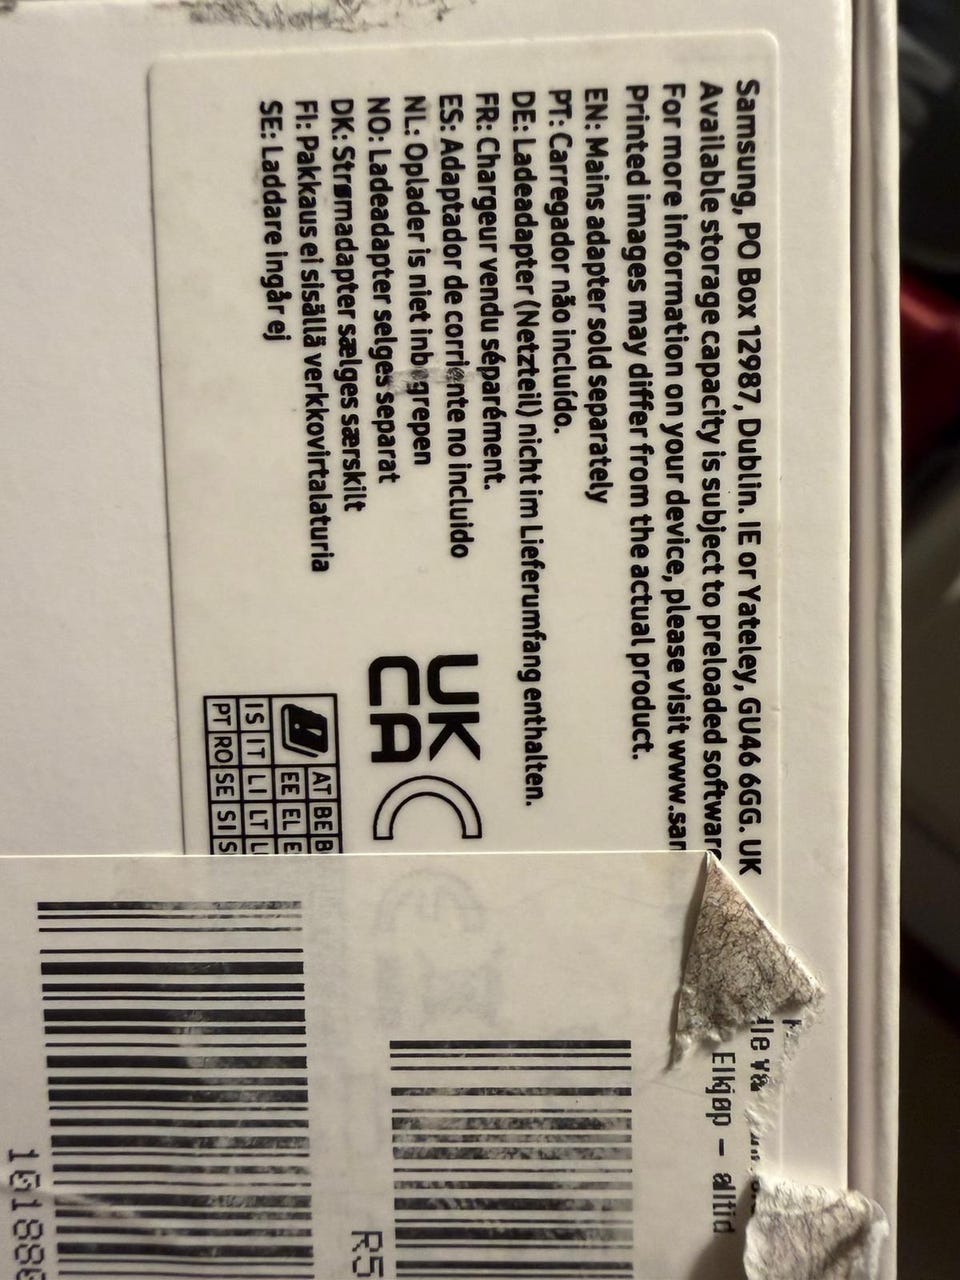 Samsung, PO Box 12987, Dublin. IE or Yateley, GU46 6GG. UK
Available storage capacity is subject to preloaded software
For more information on your device, please visit www.sam
Printed images may differ from the actual product.
EN: Mains adapter sold separately
PT: Carregador não incluído.
DE: Ladeadapter (Netzteil) nicht im Lieferumfang enthalten.
FR: Chargeur vendu séparément.
ES: Adaptador de corriente no incluido
NL: Oplader is niet inbegrepen
NO: Ladeadapter selges separat
DK: Strømadapter sælges særskilt
FI: Pakkaus ei sisällä verkkovirtalaturia
SE: Laddare ingår ej
UK
CA
AT BE B
EE EL E
IS IT LI LT L
PT RO SE SI S
Elkjøp - alltid
R5
101880